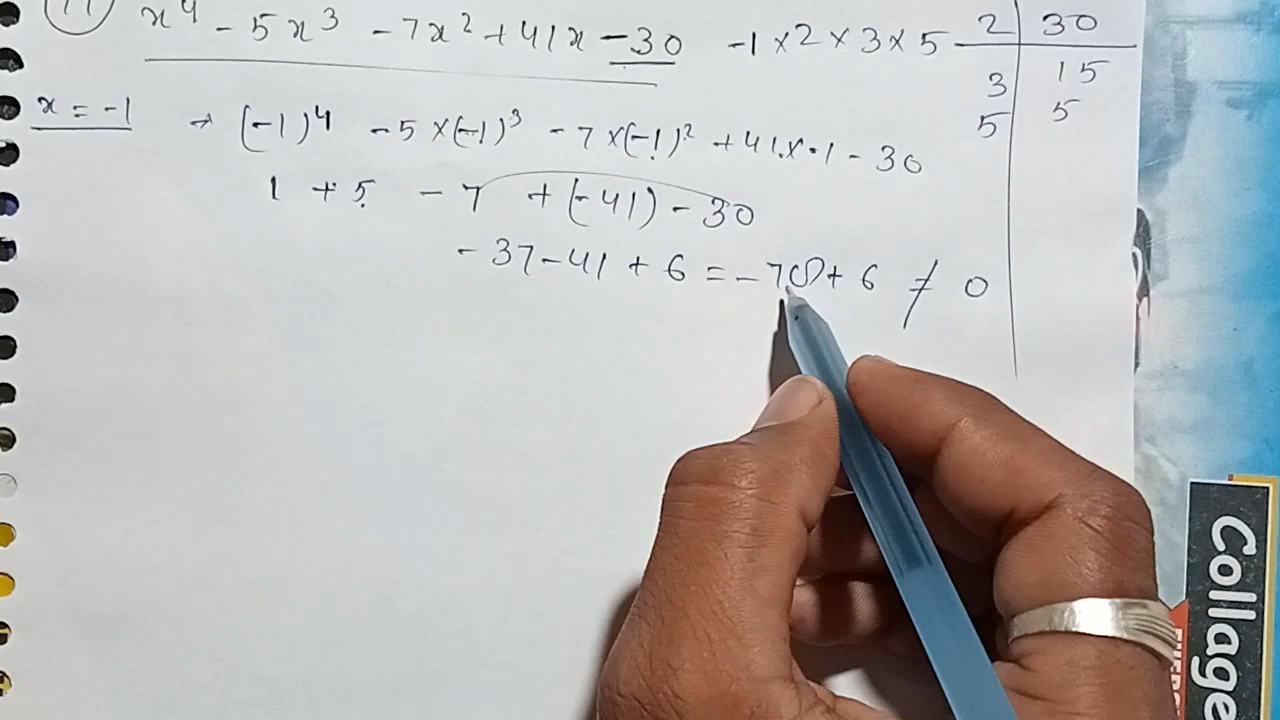 11 x⁴ - 5x³ - 7x² + 41x - 30 -1 × 2 × 3 × 5
2 | 30
3 | 15
5 | 5
x = -1 → (-1)⁴ - 5 × (-1)³ - 7 × (-1)² + 41 × -1 - 30
1 + 5 - 7 + (-41) - 30
- 37 - 41 + 6 = - 78 + 6 ≠ 0
Collage